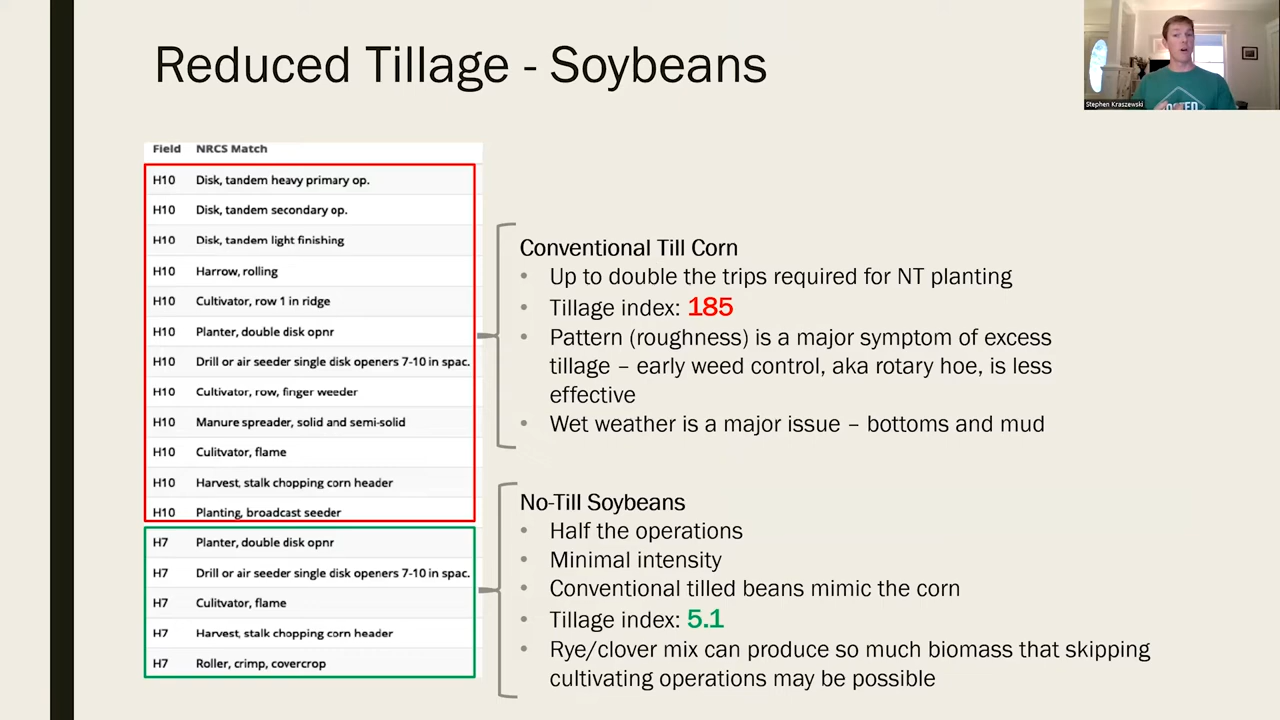 Reduced Tillage - Soybeans
Stephen Kraszewski
Field NRCS Match
H10 Disk, tandem heavy primary op.
H10 Disk, tandem secondary op.
H10 Disk, tandem light finishing
H10 Harrow, rolling
H10 Cultivator, row 1 in ridge
H10 Planter, double disk opnr
H10 Drill or air seeder single disk openers 7-10 in spac.
H10 Cultivator, row, finger weeder
H10 Manure spreader, solid and semi-solid
H10 Culitvator, flame
H10 Harvest, stalk chopping corn header
H10 Planting, broadcast seeder
H7 Planter, double disk opnr
H7 Drill or air seeder single disk openers 7-10 in spac.
H7 Culitvator, flame
H7 Harvest, stalk chopping corn header
H7 Roller, crimp, covercrop
Conventional Till Corn
• Up to double the trips required for NT planting
• Tillage index: 185
• Pattern (roughness) is a major symptom of excess
tillage – early weed control, aka rotary hoe, is less
effective
• Wet weather is a major issue – bottoms and mud
No-Till Soybeans
• Half the operations
• Minimal intensity
• Conventional tilled beans mimic the corn
• Tillage index: 5.1
• Rye/clover mix can produce so much biomass that skipping
cultivating operations may be possible